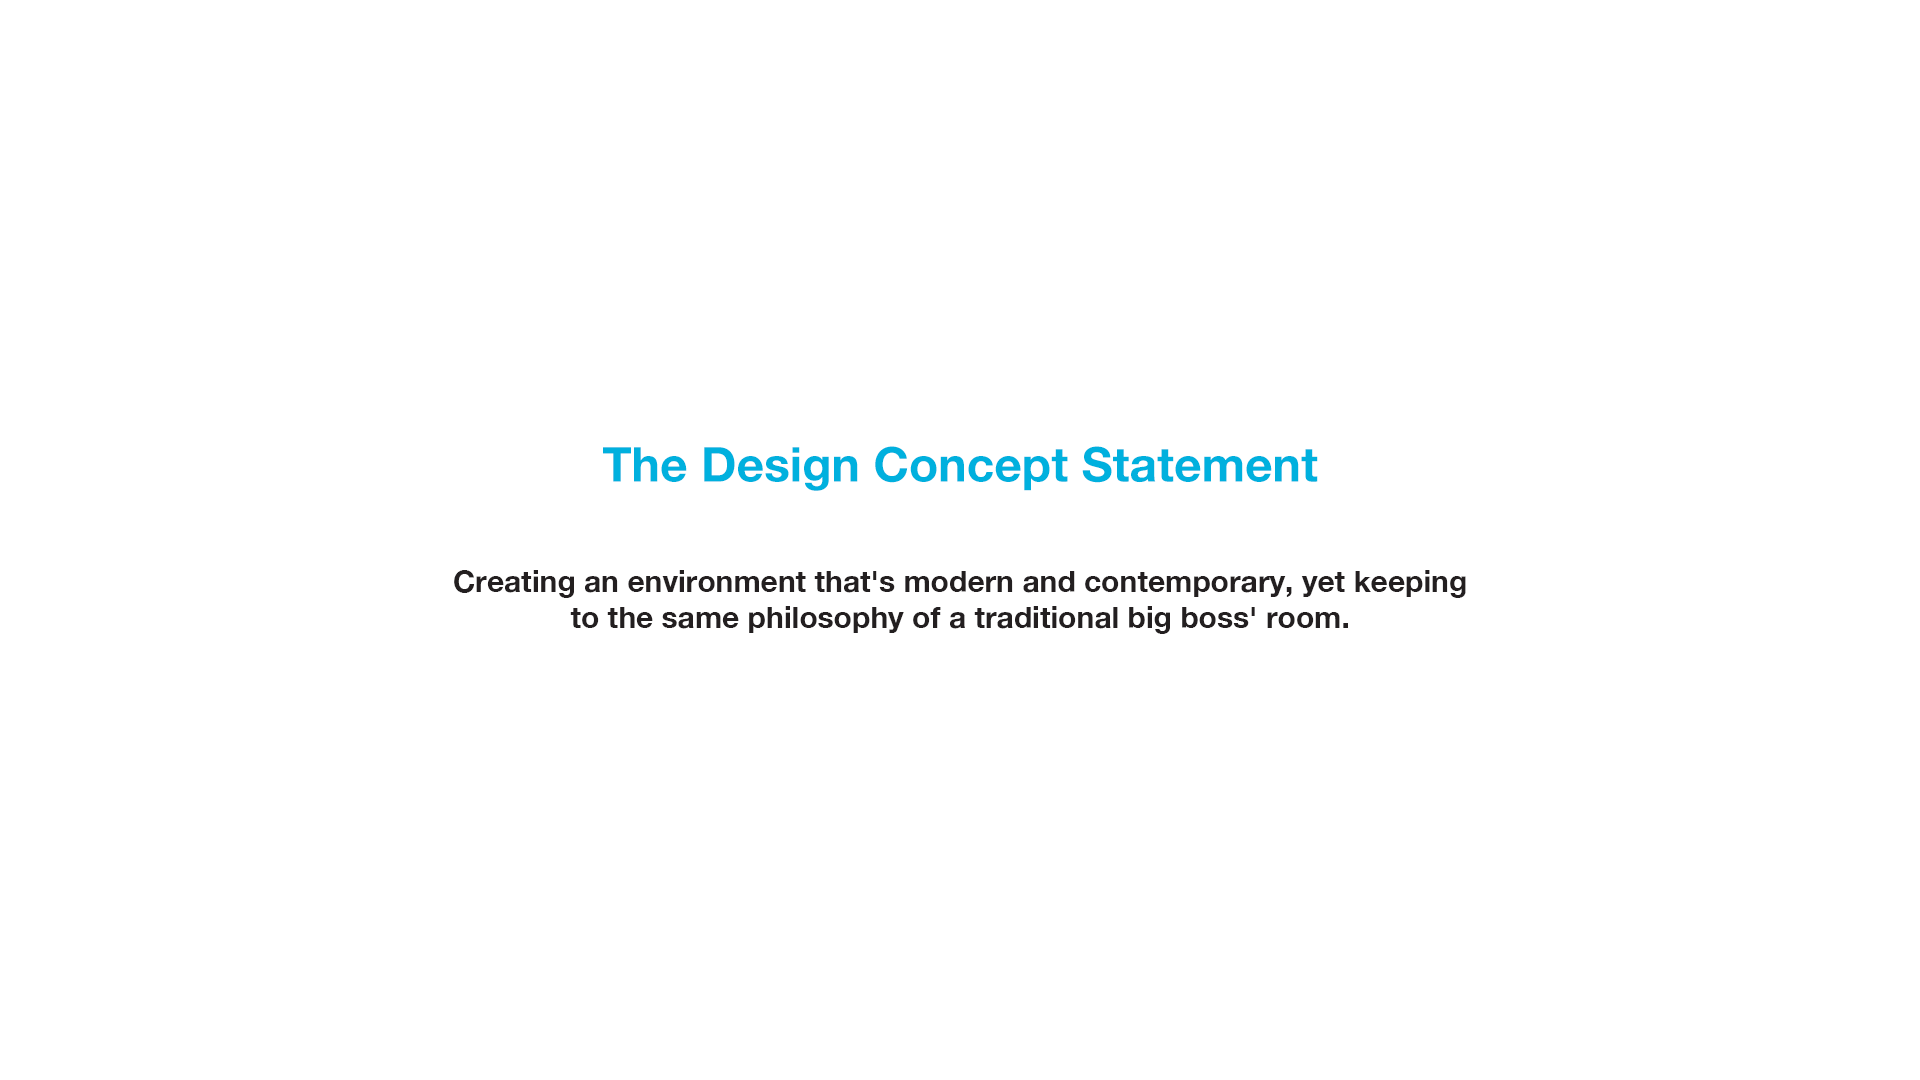 The Design Concept Statement
Creating an environment that's modern and contemporary, yet keeping
to the same philosophy of a traditional big boss' room.